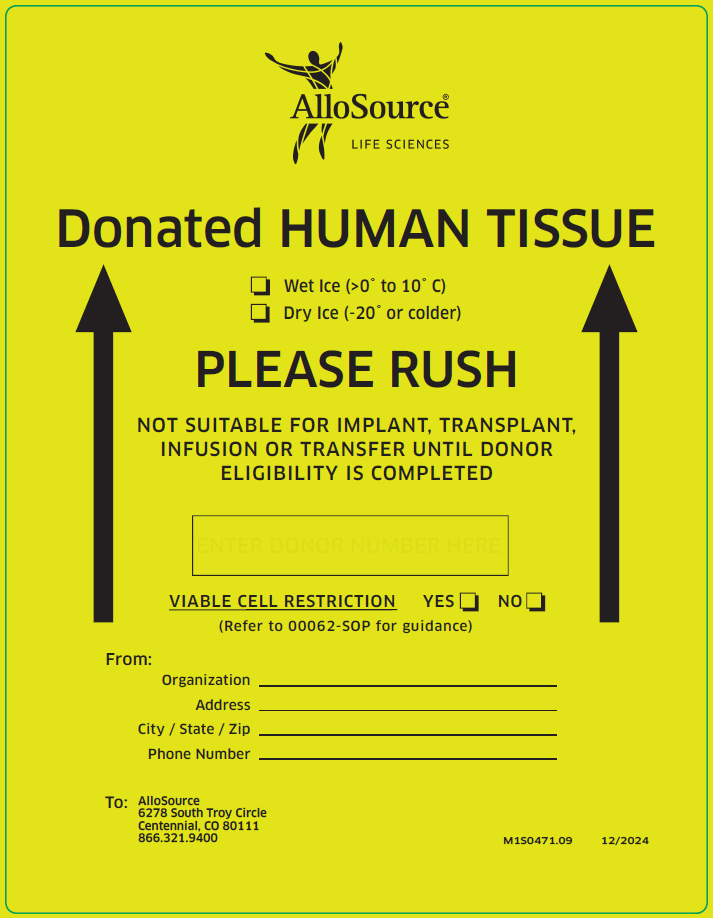 AlloSource®
LIFE SCIENCES
Donated HUMAN TISSUE
Wet Ice (>0° to 10° C)
Dry Ice (-20° or colder)
PLEASE RUSH
NOT SUITABLE FOR IMPLANT, TRANSPLANT,
INFUSION OR TRANSFER UNTIL DONOR
ELIGIBILITY IS COMPLETED
ENTER DONOR NUMBER HERE
VIABLE CELL RESTRICTION YES NO
(Refer to 00062-SOP for guidance)
From:
Organization
Address
City / State / Zip
Phone Number
To: AlloSource
6278 South Troy Circle
Centennial, CO 80111
866.321.9400
M1S0471.09 12/2024